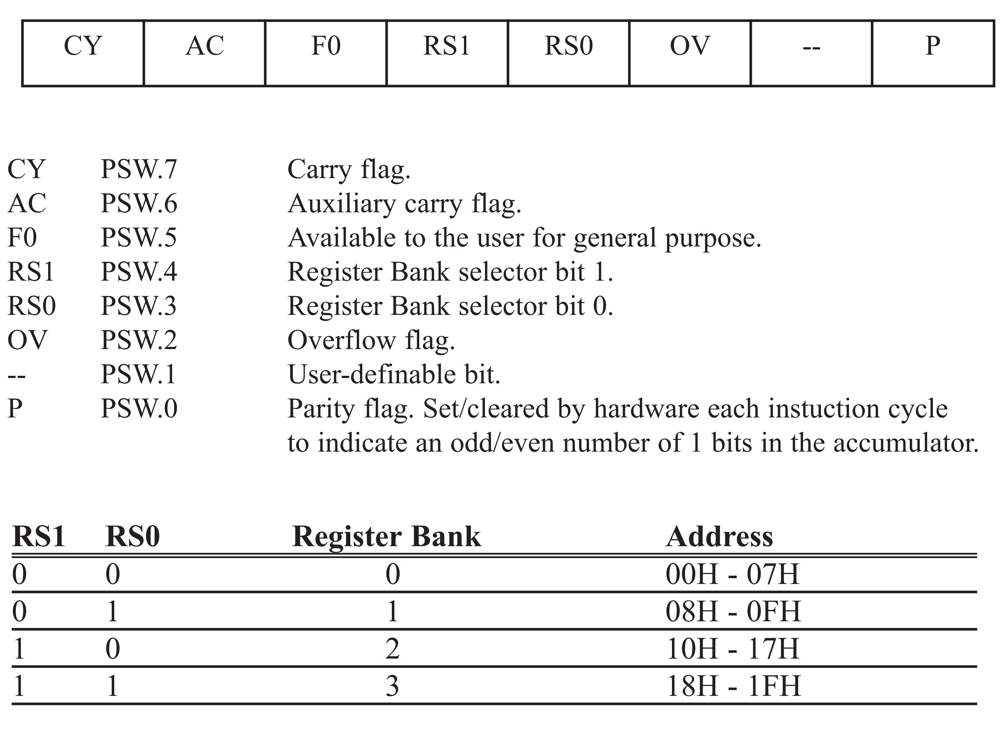 CY AC F0 RS1 RS0 OV -- P
CY PSW.7 Carry flag.
AC PSW.6 Auxiliary carry flag.
F0 PSW.5 Available to the user for general purpose.
RS1 PSW.4 Register Bank selector bit 1.
RS0 PSW.3 Register Bank selector bit 0.
OV PSW.2 Overflow flag.
-- PSW.1 User-definable bit.
P PSW.0 Parity flag. Set/cleared by hardware each instuction cycle
to indicate an odd/even number of 1 bits in the accumulator.
RS1 RS0 Register Bank Address
0 0 0 00H - 07H
0 1 1 08H - 0FH
1 0 2 10H - 17H
1 1 3 18H - 1FH